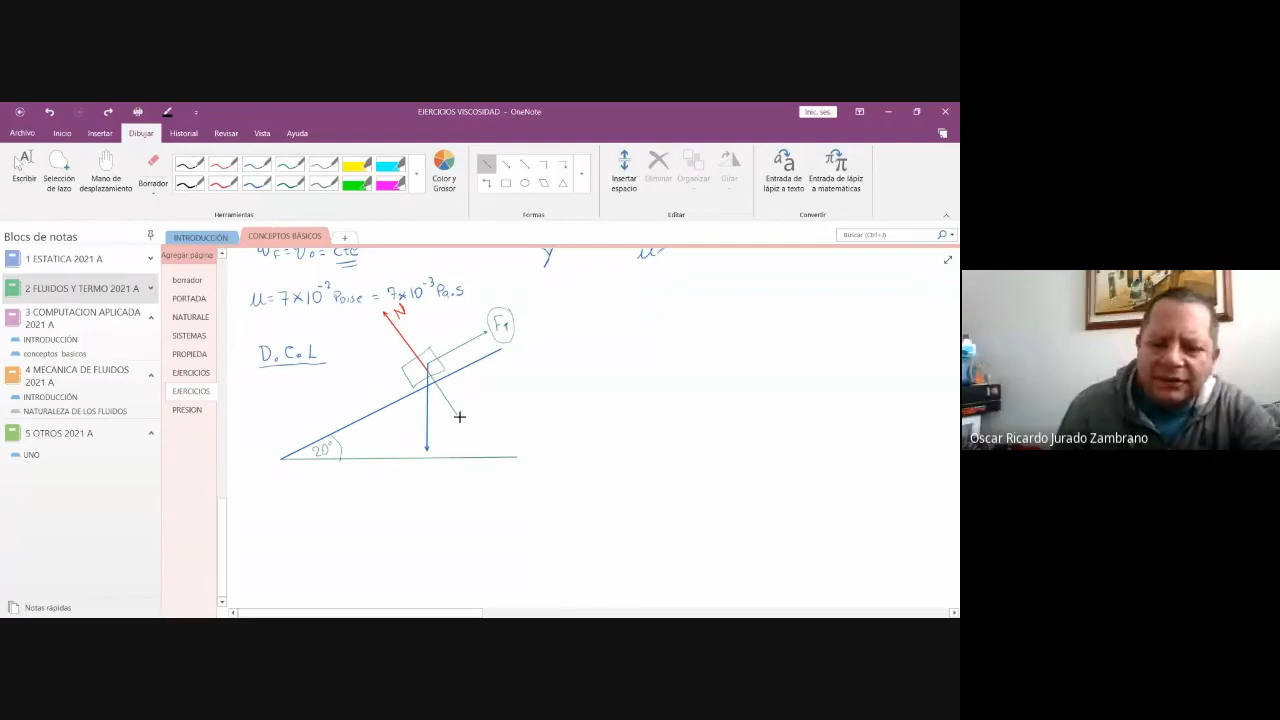 EJERCICIOS VISCOSIDAD - OneNote
Inic. ses.
Archivo Inicio Insertar Dibujar Historial Revisar Vista Ayuda
Escribir
Selección de lazo
Mano de desplazamiento
Borrador
Color y Grosor
Insertar espacio
Eliminar
Organizar
Girar
Entrada de lápiz a texto
Entrada de lápiz a matemáticas
Herramientas
Formas
Editar
Convertir
Blocs de notas
INTRODUCCIÓN
CONCEPTOS BÁSICOS
Buscar (Ctrl+J)
1 ESTATICA 2021 A
2 FLUIDOS Y TERMO 2021 A
3 COMPUTACION APLICADA 2021 A
INTRODUCCIÓN
conceptos basicos
4 MECANICA DE FLUIDOS 2021 A
INTRODUCCIÓN
NATURALEZA DE LOS FLUIDOS
5 OTROS 2021 A
UNO
Notas rápidas
Agregar página
borrador
PORTADA
NATURALE
SISTEMAS
PROPIEDA
EJERCICIOS
EJERCICIOS
PRESION
= cte
y
μ = 7×10⁻² Poise = 7×10⁻³ Pa.s
N
D.C.L
20°
Oscar Ricardo Jurado Zambrano